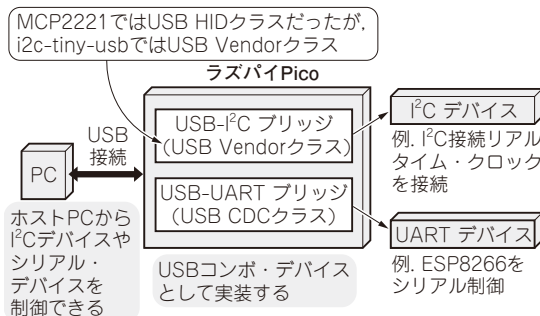 MCP2221ではUSB HIDクラスだったが，
i2c-tiny-usbではUSB Vendorクラス
ラズパイPico
USB-I²C ブリッジ
(USB Vendorクラス)
USB-UART ブリッジ
(USB CDCクラス)
USBコンボ・デバイス
として実装する
PC
USB
接続
ホストPCから
I²Cデバイスや
シリアル・
デバイスを
制御できる
I²C デバイス
例. I²C接続リアル
タイム・クロック
を接続
UART デバイス
例. ESP8266を
シリアル制御